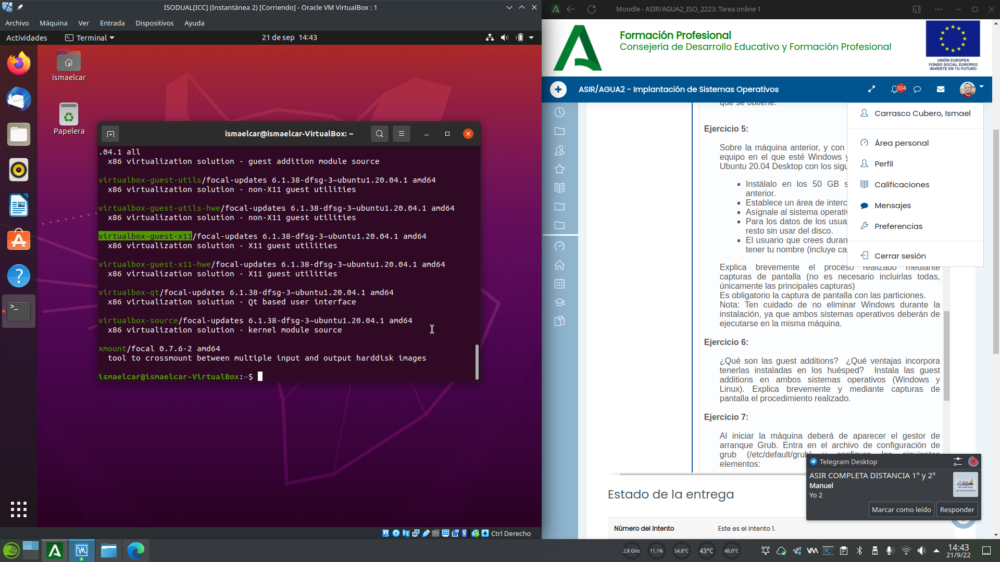 ISODUAL[ICC] (Instantánea 2) [Corriendo] - Oracle VM VirtualBox : 1
Archivo Máquina Ver Entrada Dispositivos Ayuda
Actividades Terminal 21 de sep 14:43
ismaelcar
Papelera
ismaelcar@ismaelcar-VirtualBox: ~
.04.1 all
x86 virtualization solution - guest addition module source
virtualbox-guest-utils/focal-updates 6.1.38-dfsg-3~ubuntu1.20.04.1 amd64
x86 virtualization solution - non-X11 guest utilities
virtualbox-guest-utils-hwe/focal-updates 6.1.38-dfsg-3~ubuntu1.20.04.1 amd64
x86 virtualization solution - non-X11 guest utilities
virtualbox-guest-x11/focal-updates 6.1.38-dfsg-3~ubuntu1.20.04.1 amd64
x86 virtualization solution - X11 guest utilities
virtualbox-guest-x11-hwe/focal-updates 6.1.38-dfsg-3~ubuntu1.20.04.1 amd64
x86 virtualization solution - X11 guest utilities
virtualbox-qt/focal-updates 6.1.38-dfsg-3~ubuntu1.20.04.1 amd64
x86 virtualization solution - Qt based user interface
virtualbox-source/focal-updates 6.1.38-dfsg-3~ubuntu1.20.04.1 amd64
x86 virtualization solution - kernel module source
xmount/focal 0.7.6-2 amd64
tool to crossmount between multiple input and output harddisk images
ismaelcar@ismaelcar-VirtualBox:~$
Ctrl Derecho
Moodle - ASIR/AGUA2_ISO_2223: Tarea online 1
Formación Profesional
Consejería de Desarrollo Educativo y Formación Profesional
UNIÓN EUROPEA
FONDO SOCIAL EUROPEO
INVIERTE EN TU FUTURO
ASIR/AGUA2 - Implantación de Sistemas Operativos
104
que se obtiene.
Carrasco Cubero, Ismael
Área personal
Perfil
Calificaciones
Mensajes
Preferencias
Cerrar sesión
Ejercicio 5:
Sobre la máquina anterior, y con
equipo en el que esté Windows y
Ubuntu 20.04 Desktop con los sigu
Instálalo en los 50 GB s
anterior.
Establece un área de interc
Asígnale al sistema operativ
Para los datos de los usua
resto sin usar del disco.
El usuario que crees duran
tener tu nombre (incluye ca
Explica brevemente el proceso realizado mediante
capturas de pantalla (no es necesario incluirlas todas,
únicamente las principales capturas)
Es obligatorio la captura de pantalla con las particiones.
Nota: Ten cuidado de no eliminar Windows durante la
instalación, ya que ambos sistemas operativos deberán de
ejecutarse en la misma máquina.
Ejercicio 6:
¿Qué son las guest additions? ¿Qué ventajas incorpora
tenerlas instaladas en los huésped? Instala las guest
additions en ambos sistemas operativos (Windows y
Linux). Explica brevemente y mediante capturas de
pantalla el procedimiento realizado.
Ejercicio 7:
Al iniciar la máquina deberá de aparecer el gestor de
arranque Grub. Entra en el archivo de configuración de
grub (/etc/default/grub) y configura los siguientes
elementos:
Telegram Desktop
ASIR COMPLETA DISTANCIA 1º y 2º
Manuel
Yo 2
Marcar como leído Responder
Estado de la entrega
Número del Intento Este es el intento 1.
2,8 GHz 11,1% 54,8°C 43°C 48,0°C
14:43
21/9/22